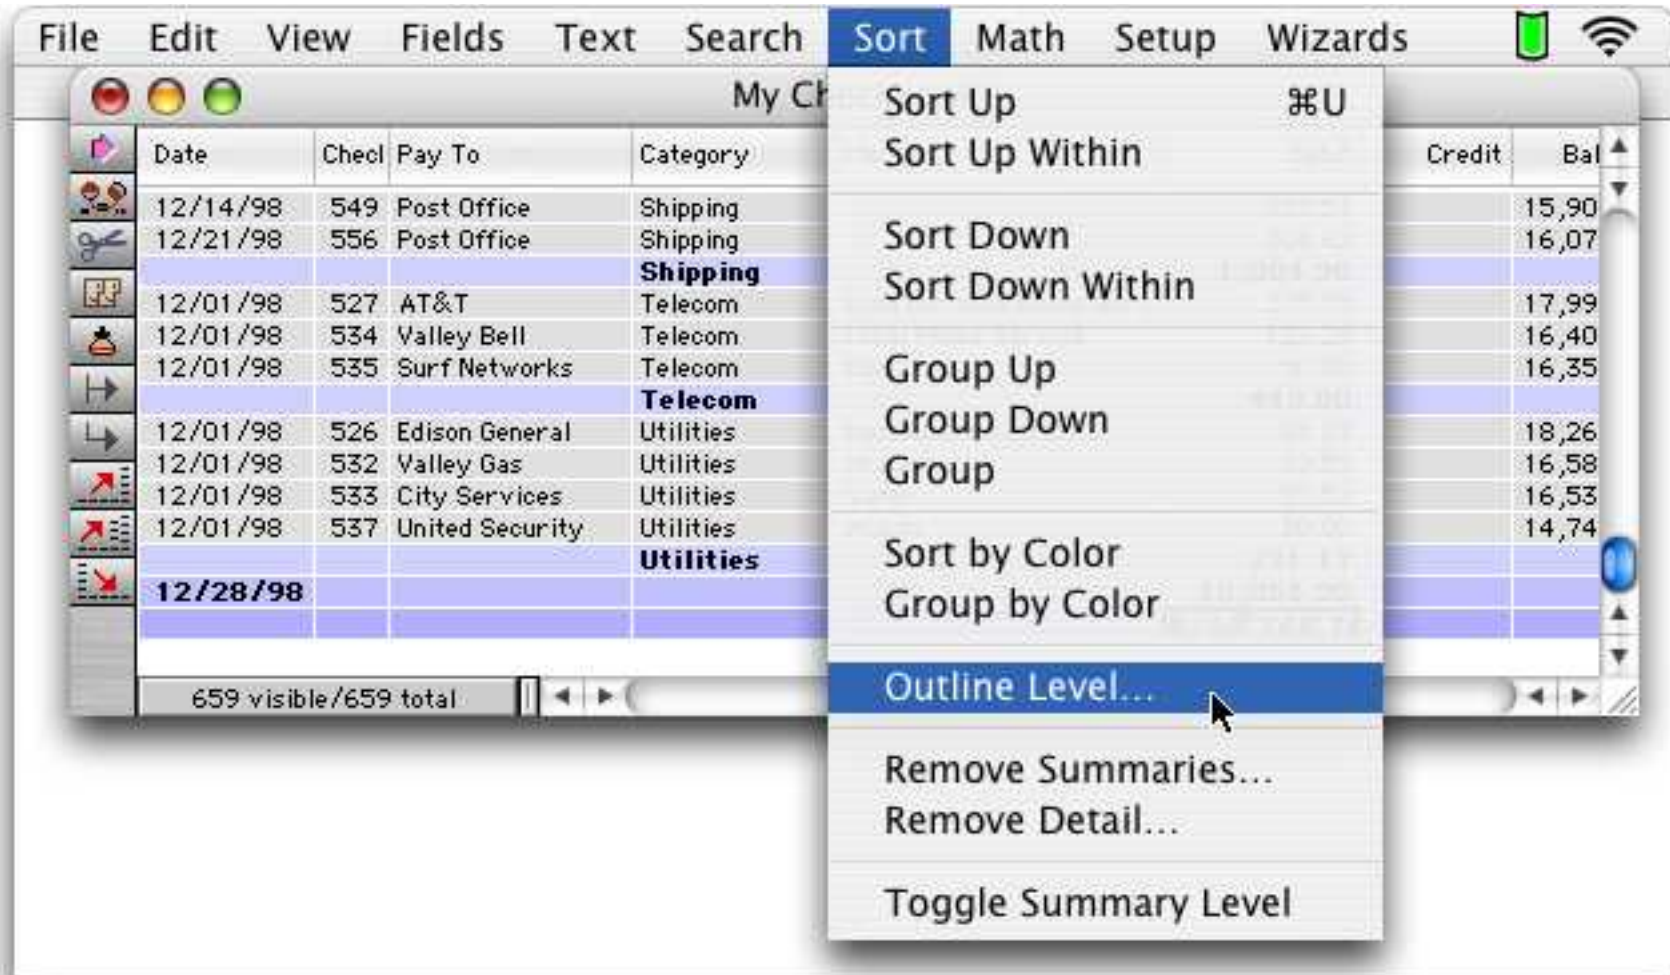 File Edit View Fields Text Search Sort Math Setup Wizards
My Ch
Sort Up ⌘U
Sort Up Within
Sort Down
Sort Down Within
Group Up
Group Down
Group
Sort by Color
Group by Color
Outline Level...
Remove Summaries...
Remove Detail...
Toggle Summary Level
Date Checl Pay To Category Credit Bal
12/14/98 549 Post Office Shipping 15,90
12/21/98 556 Post Office Shipping 16,07
Shipping
12/01/98 527 AT&T Telecom 17,99
12/01/98 534 Valley Bell Telecom 16,40
12/01/98 535 Surf Networks Telecom 16,35
Telecom
12/01/98 526 Edison General Utilities 18,26
12/01/98 532 Valley Gas Utilities 16,58
12/01/98 533 City Services Utilities 16,53
12/01/98 537 United Security Utilities 14,74
Utilities
12/28/98
659 visible/659 total